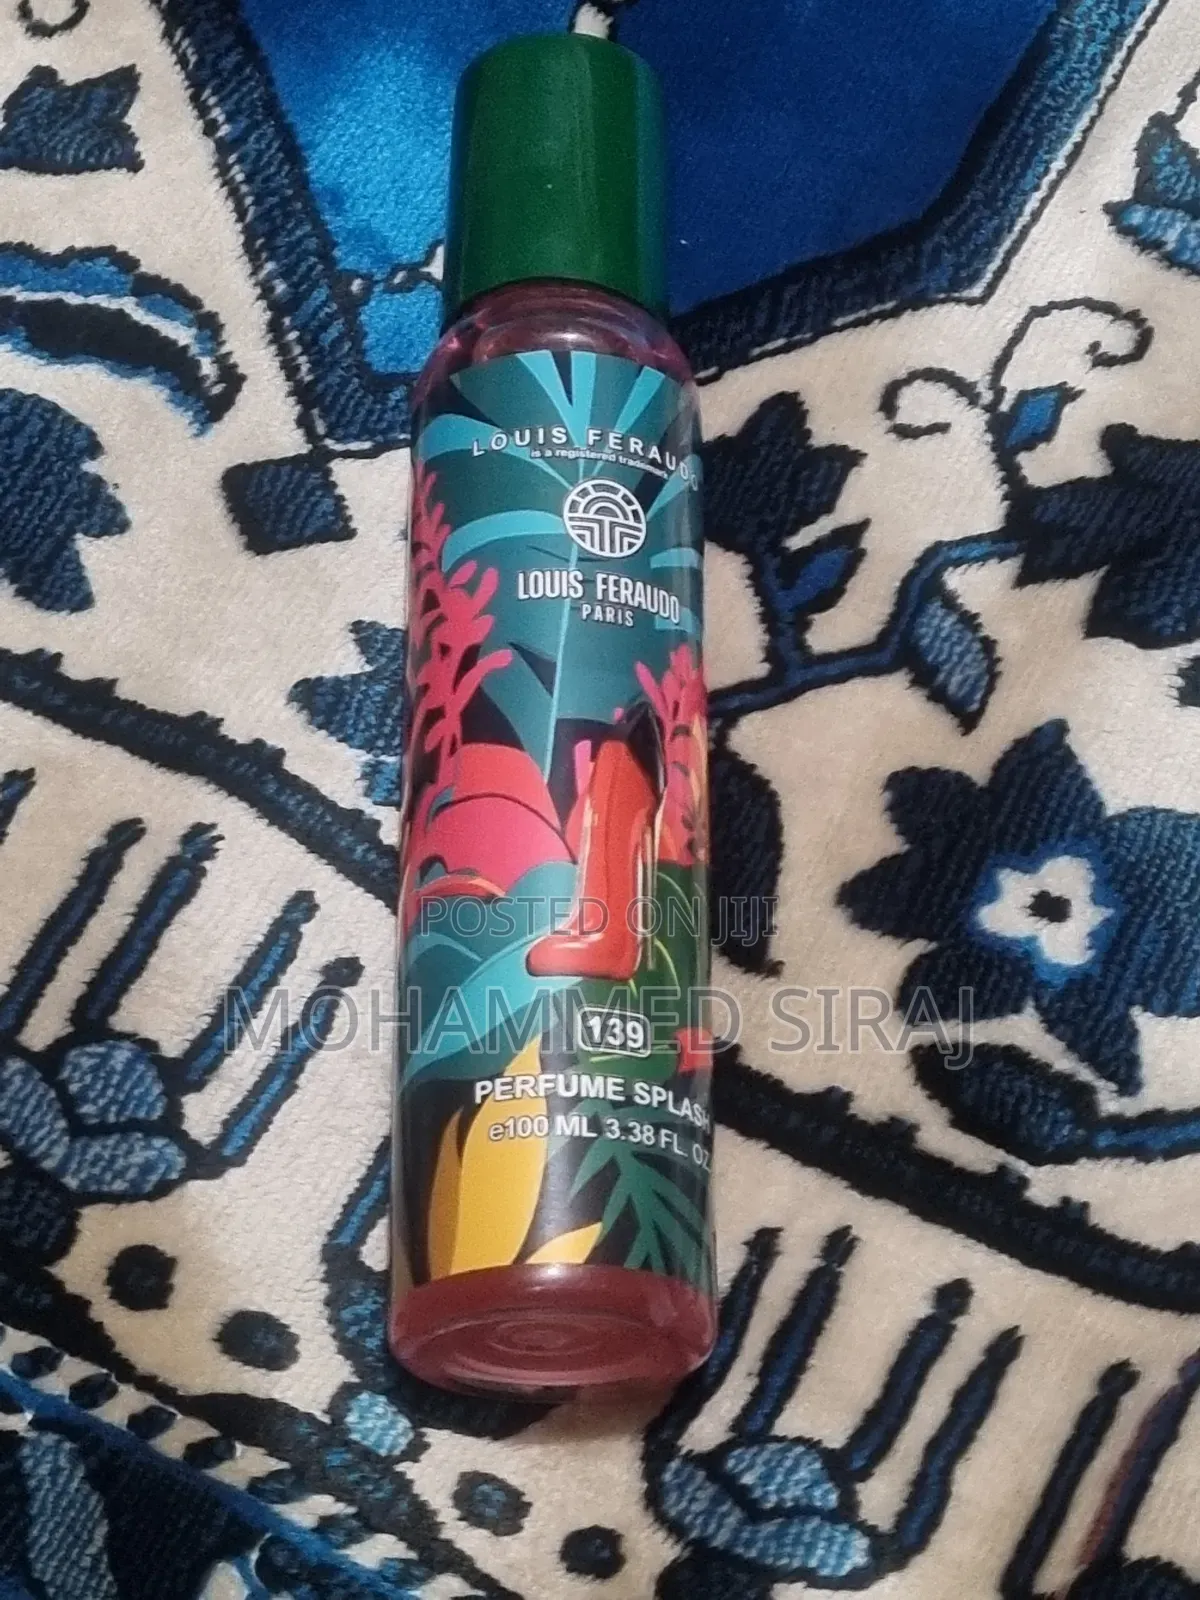 LOUIS FERAUDO
is a registered trademark
LOUIS FERAUDO
PARIS
POSTED ON JIJI
MOHAMMED SIRAJ
139
PERFUME SPLASH
e100 ML 3.38 FL. OZ.